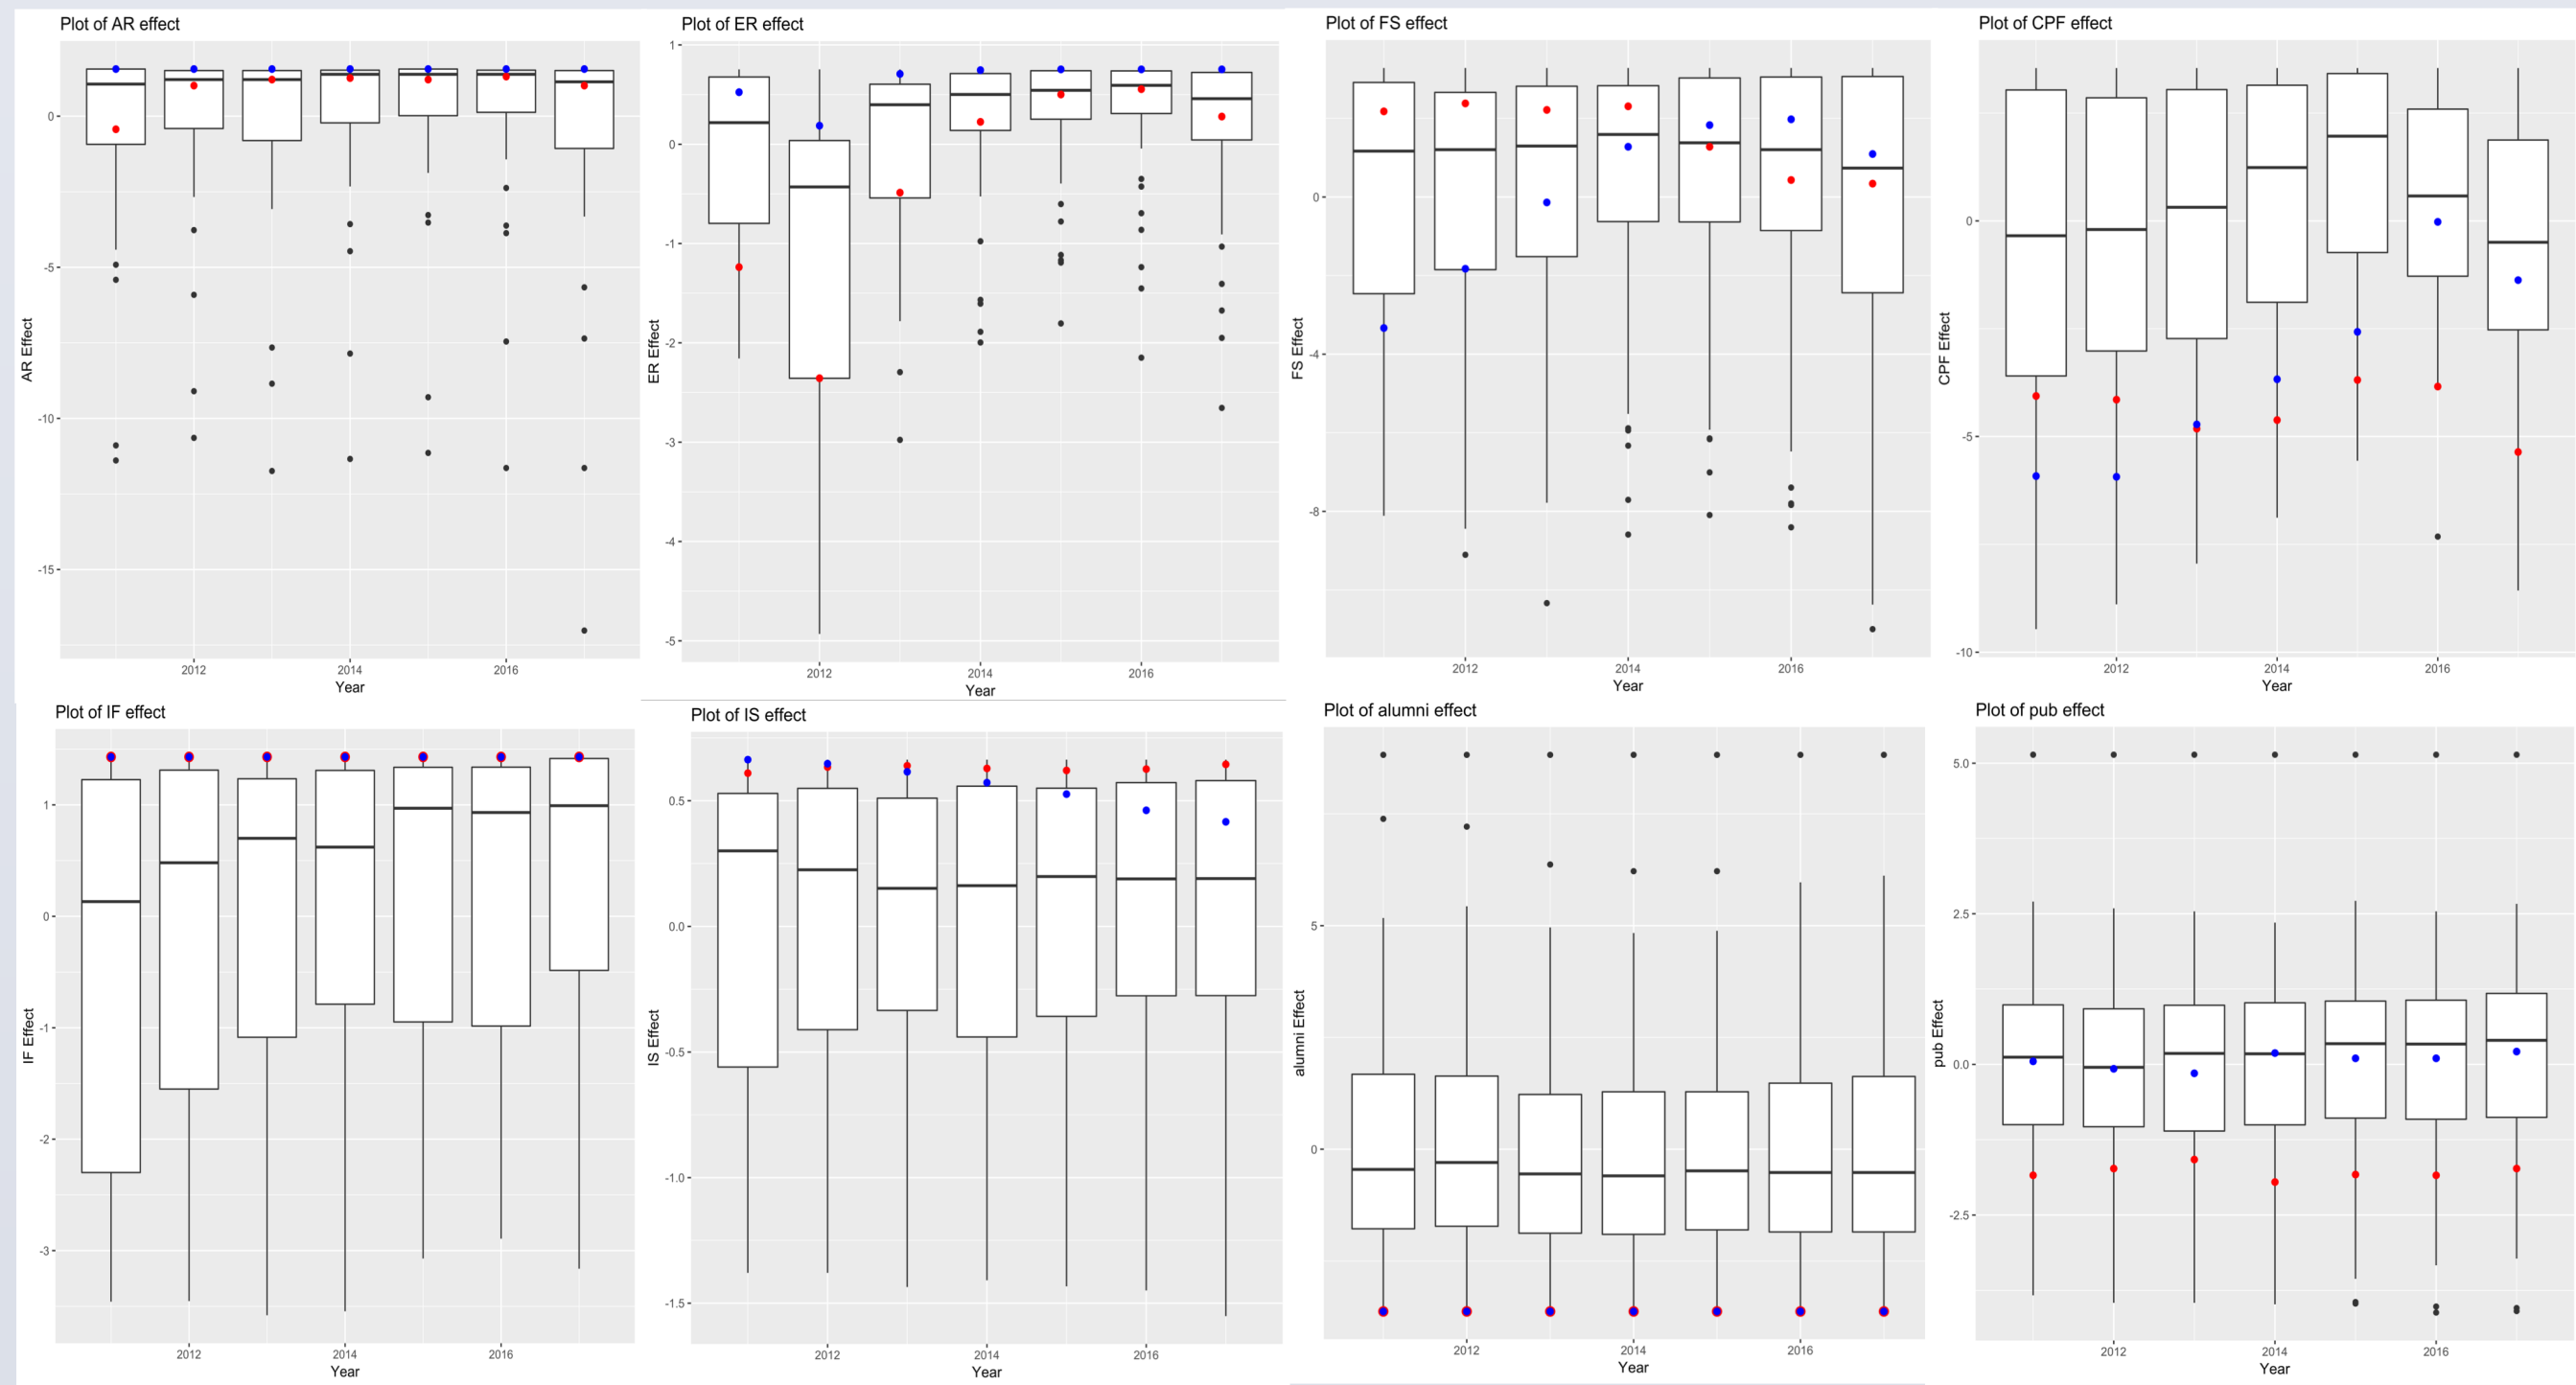 Plot of AR effect
AR Effect
0
-5
-10
-15
2012
2014
2016
Year
Plot of ER effect
ER Effect
1
0
-1
-2
-3
-4
-5
2012
2014
2016
Year
Plot of FS effect
FS Effect
0
-4
-8
2012
2014
2016
Year
Plot of CPF effect
CPF Effect
0
-5
-10
2012
2014
2016
Year
Plot of IF effect
IF Effect
1
0
-1
-2
-3
2012
2014
2016
Year
Plot of IS effect
IS Effect
0.5
0.0
-0.5
-1.0
-1.5
2012
2014
2016
Year
Plot of alumni effect
alumni Effect
5
0
2012
2014
2016
Year
Plot of pub effect
pub Effect
5.0
2.5
0.0
-2.5
2012
2014
2016
Year